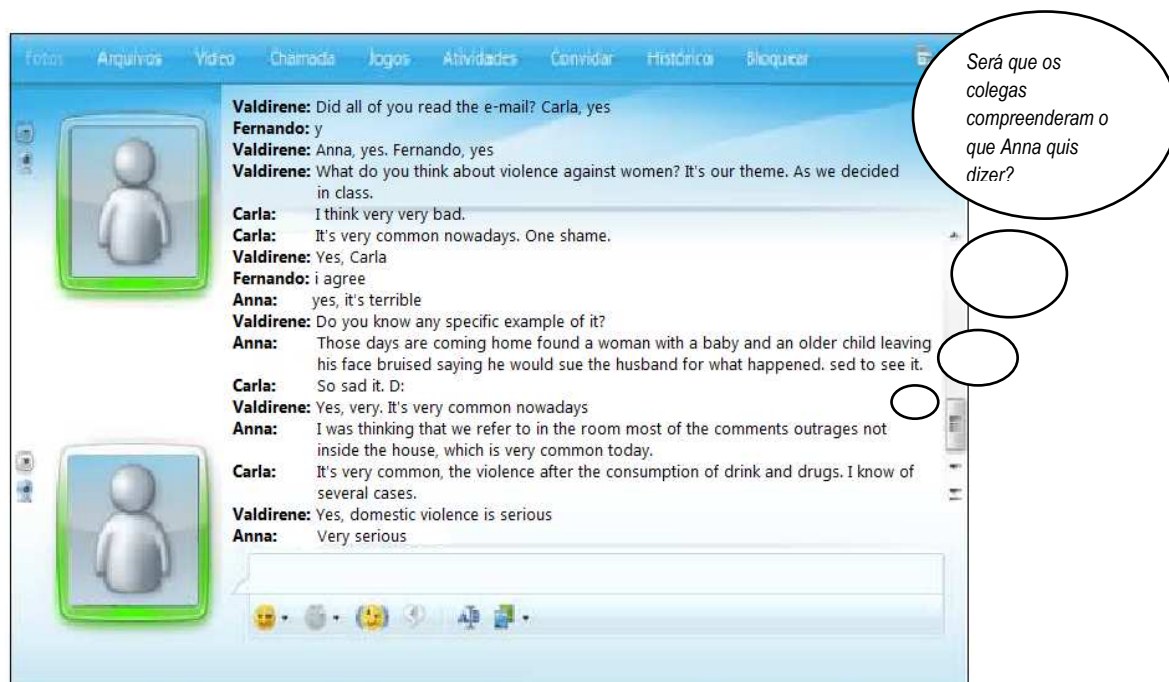 Fotos Arquivos Vídeo Chamada Jogos Atividades Convidar Histórico Bloquear
Será que os
colegas
compreenderam o
que Anna quis
dizer?
Valdirene: Did all of you read the e-mail? Carla, yes
Fernando: y
Valdirene: Anna, yes. Fernando, yes
Valdirene: What do you think about violence against women? It's our theme. As we decided
in class.
Carla: I think very very bad.
Carla: It's very common nowadays. One shame.
Valdirene: Yes, Carla
Fernando: i agree
Anna: yes, it's terrible
Valdirene: Do you know any specific example of it?
Anna: Those days are coming home found a woman with a baby and an older child leaving
his face bruised saying he would sue the husband for what happened. sed to see it.
Carla: So sad it. D:
Valdirene: Yes, very. It's very common nowadays
Anna: I was thinking that we refer to in the room most of the comments outrages not
inside the house, which is very common today.
Carla: It's very common, the violence after the consumption of drink and drugs. I know of
several cases.
Valdirene: Yes, domestic violence is serious
Anna: Very serious